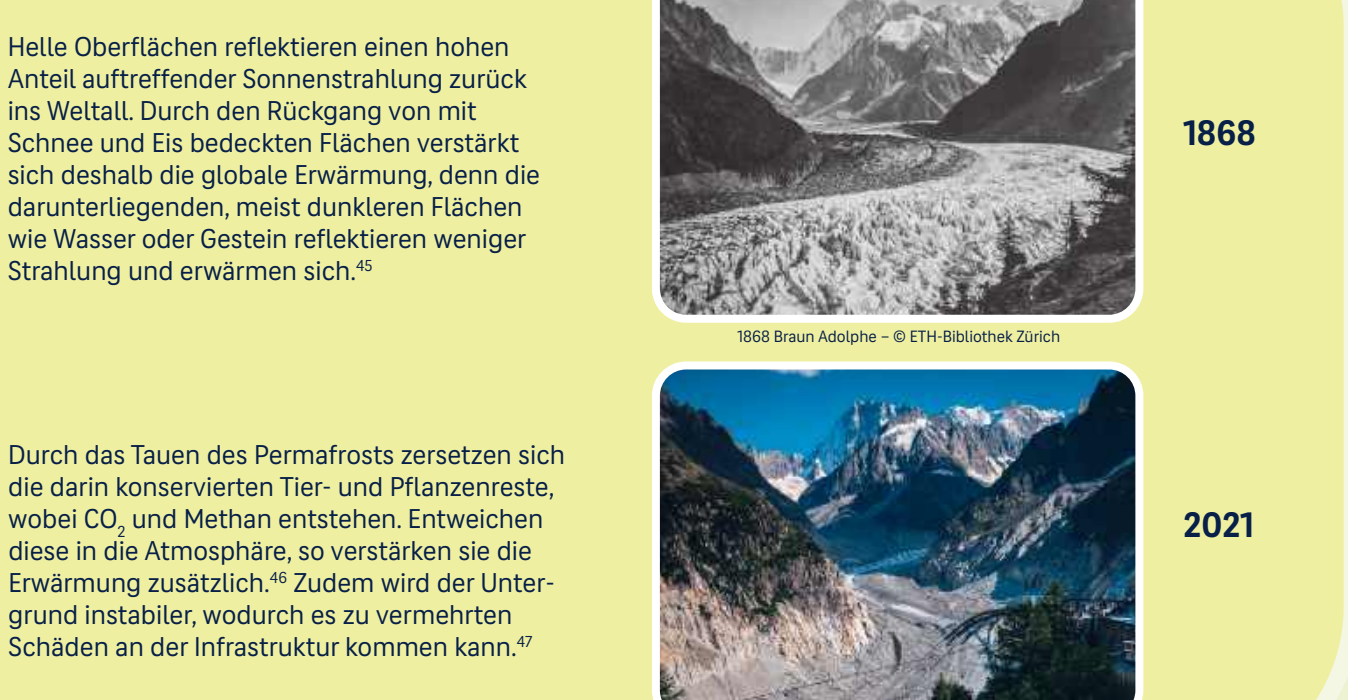 Helle Oberflächen reflektieren einen hohen
Anteil auftreffender Sonnenstrahlung zurück
ins Weltall. Durch den Rückgang von mit
Schnee und Eis bedeckten Flächen verstärkt
sich deshalb die globale Erwärmung, denn die
darunterliegenden, meist dunkleren Flächen
wie Wasser oder Gestein reflektieren weniger
Strahlung und erwärmen sich.⁴⁵
1868
1868 Braun Adolphe – © ETH-Bibliothek Zürich
Durch das Tauen des Permafrosts zersetzen sich
die darin konservierten Tier- und Pflanzenreste,
wobei CO₂ und Methan entstehen. Entweichen
diese in die Atmosphäre, so verstärken sie die
Erwärmung zusätzlich.⁴⁶ Zudem wird der Unter-
grund instabiler, wodurch es zu vermehrten
Schäden an der Infrastruktur kommen kann.⁴⁷
2021